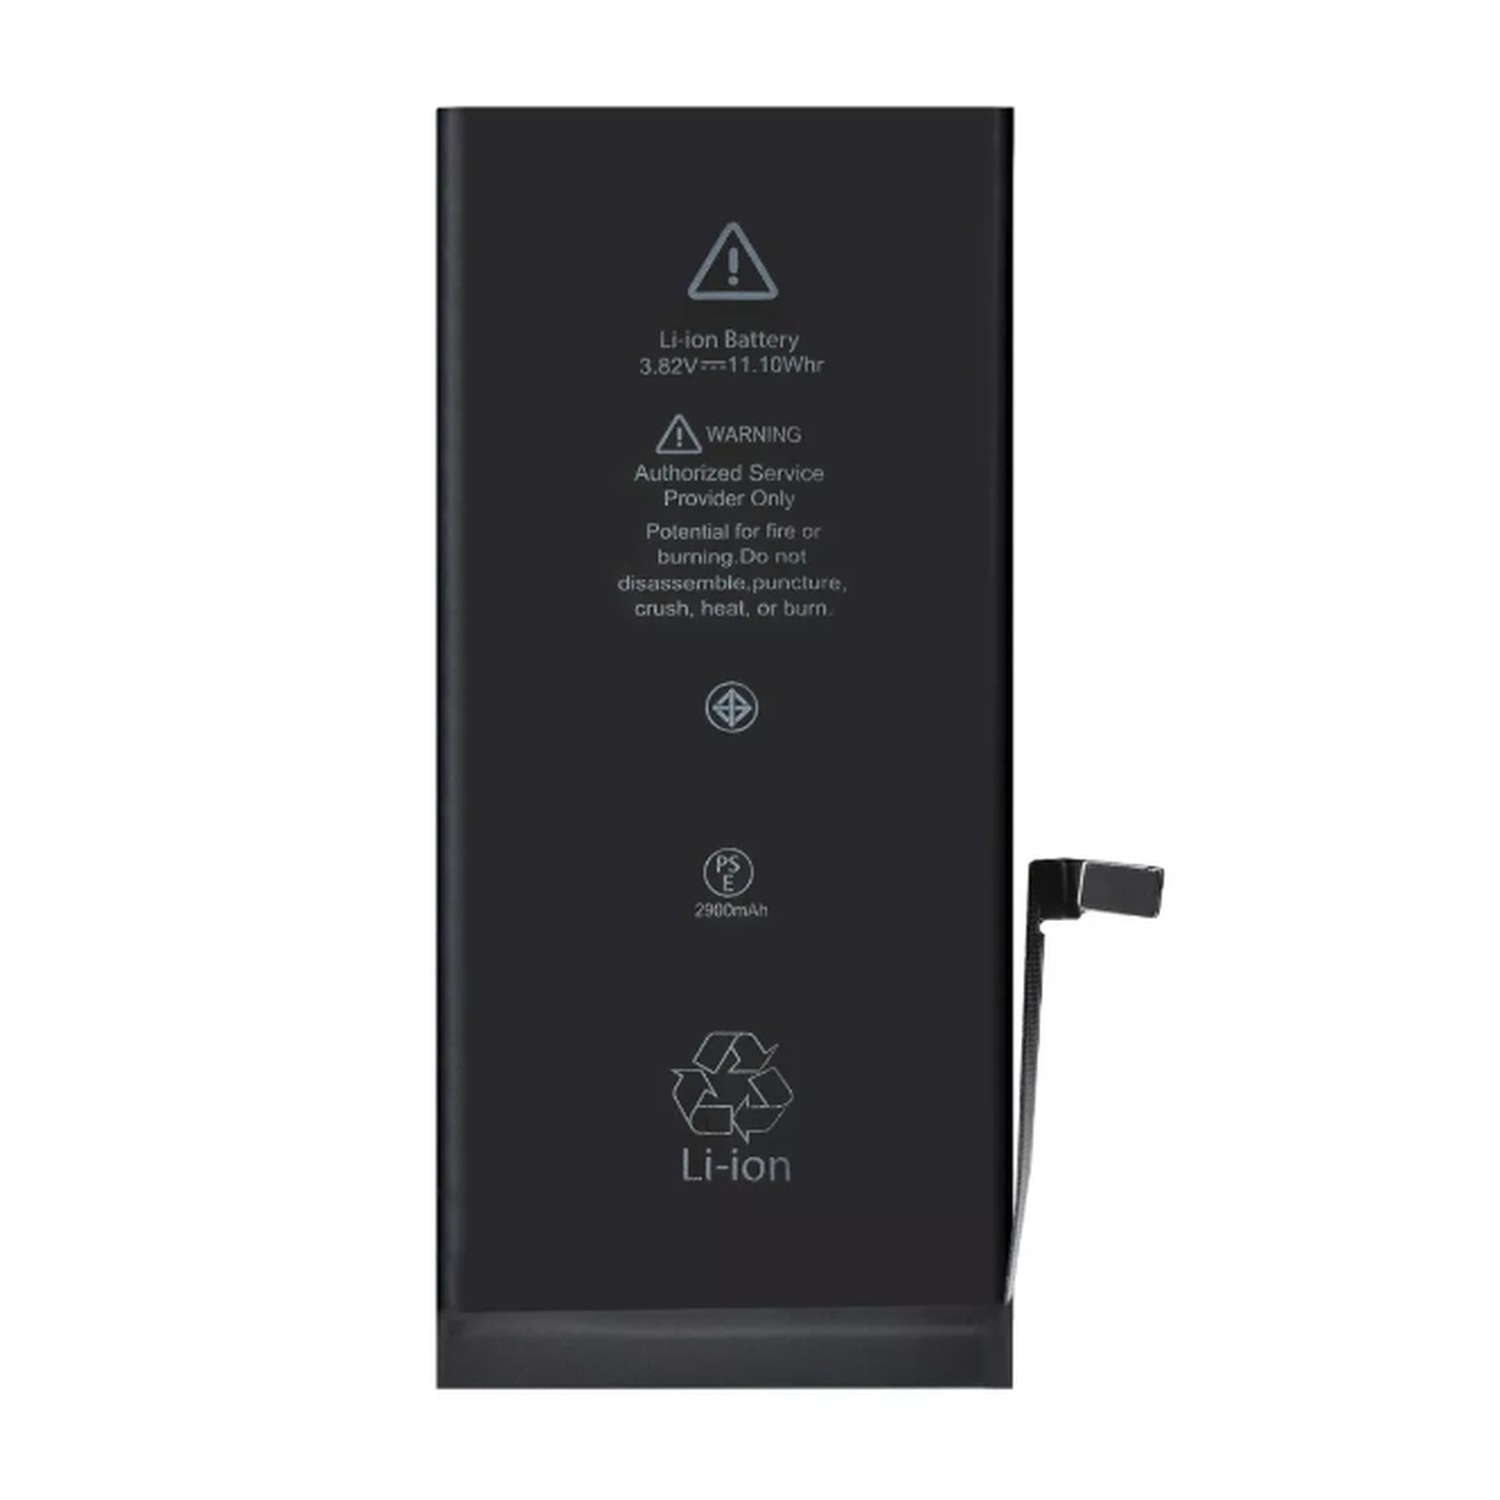 Li-ion Battery
3.82V⎓11.10Whr
WARNING
Authorized Service
Provider Only
Potential for fire or
burning.Do not
disassemble,puncture,
crush, heat, or burn.
PS
E
2900mAh
Li-ion